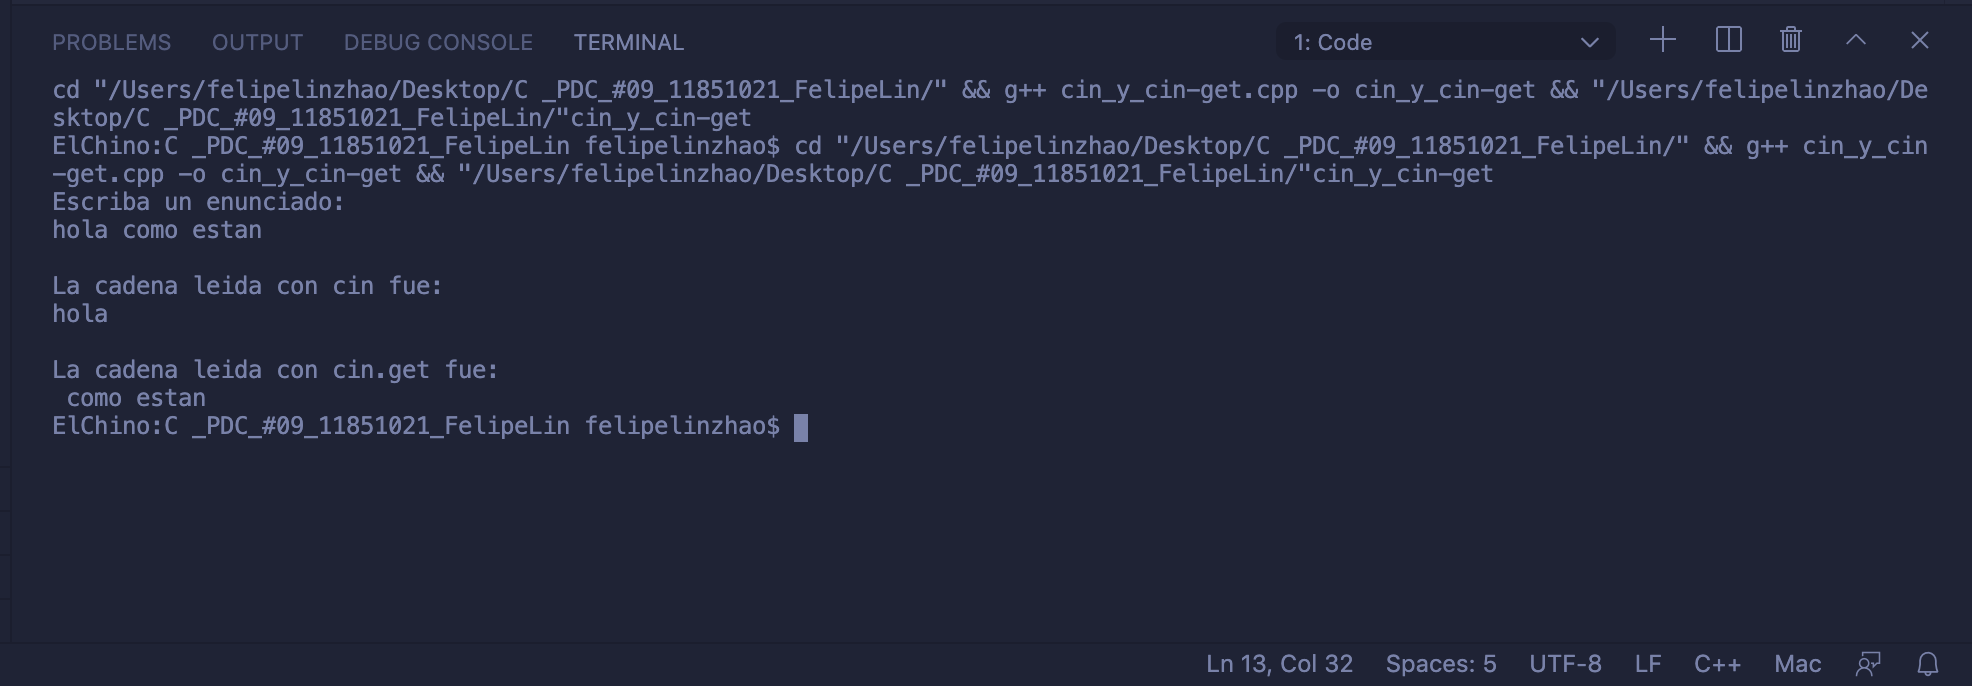 PROBLEMS OUTPUT DEBUG CONSOLE TERMINAL 1: Code
cd "/Users/felipelinzhao/Desktop/C _PDC_#09_11851021_FelipeLin/" && g++ cin_y_cin-get.cpp -o cin_y_cin-get && "/Users/felipelinzhao/De
sktop/C _PDC_#09_11851021_FelipeLin/"cin_y_cin-get
ElChino:C _PDC_#09_11851021_FelipeLin felipelinzhao$ cd "/Users/felipelinzhao/Desktop/C _PDC_#09_11851021_FelipeLin/" && g++ cin_y_cin
-get.cpp -o cin_y_cin-get && "/Users/felipelinzhao/Desktop/C _PDC_#09_11851021_FelipeLin/"cin_y_cin-get
Escriba un enunciado:
hola como estan
La cadena leida con cin fue:
hola
La cadena leida con cin.get fue:
 como estan
ElChino:C _PDC_#09_11851021_FelipeLin felipelinzhao$
Ln 13, Col 32 Spaces: 5 UTF-8 LF C++ Mac